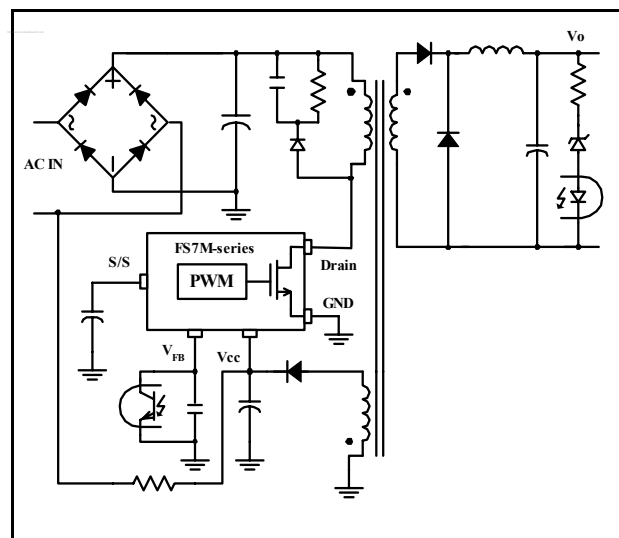 Vo
AC IN
FS7M-series
S/S
PWM
Drain
GND
VFB
Vcc